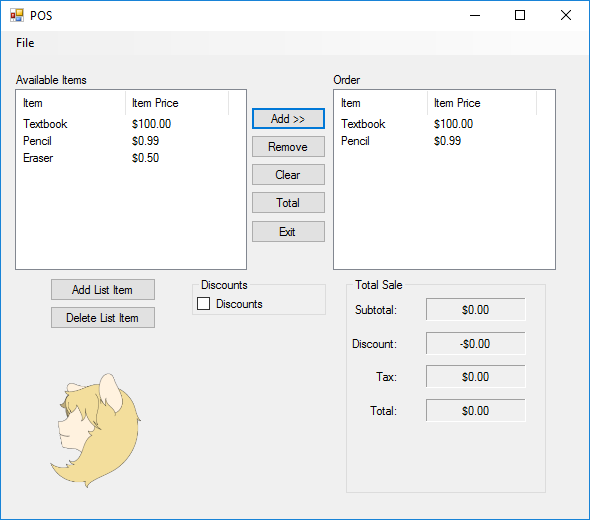 POS
File
Available Items
Item Item Price
Textbook $100.00
Pencil $0.99
Eraser $0.50
Add >>
Remove
Clear
Total
Exit
Order
Item Item Price
Textbook $100.00
Pencil $0.99
Add List Item
Delete List Item
Discounts
Discounts
Total Sale
Subtotal: $0.00
Discount: -$0.00
Tax: $0.00
Total: $0.00